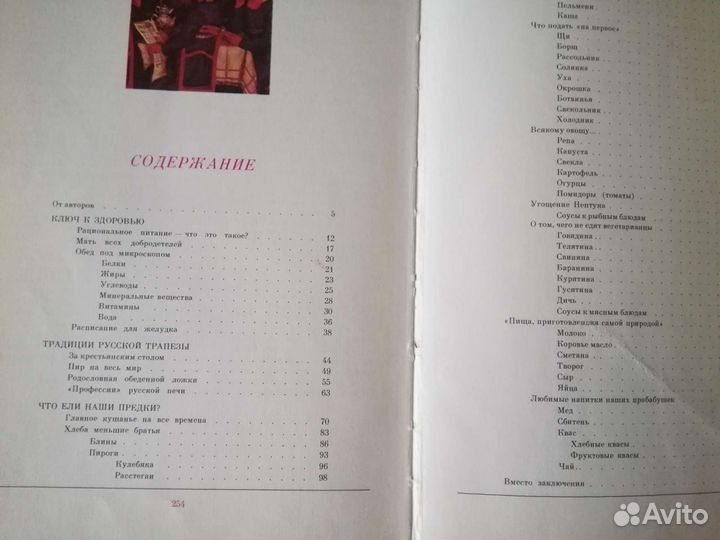 СОДЕРЖАНИЕ
От авторов 5
КЛЮЧ К ЗДОРОВЬЮ
Рациональное питание — что это такое? 12
Мать всех добродетелей 17
Обед под микроскопом 20
Белки 21
Жиры 23
Углеводы 25
Минеральные вещества 28
Витамины 30
Вода 36
Расписание для желудка 38
ТРАДИЦИИ РУССКОЙ ТРАПЕЗЫ
За крестьянским столом 44
Пир на весь мир 49
Родословная обеденной ложки 55
«Профессии» русской печи 63
ЧТО ЕЛИ НАШИ ПРЕДКИ?
Главное кушанье на все времена 70
Хлеба меньшие братья 83
Блины 86
Пироги 93
Кулебяка 96
Расстегаи 98
254
Пельмени
Каша
Что подать «на первое»
Щи
Борщ
Рассольник
Солянка
Уха
Окрошка
Ботвинья
Свекольник
Холодник
Всякому овощу...
Репа
Капуста
Свекла
Картофель
Огурцы
Помидоры (томаты)
Угощение Нептуна
Соусы к рыбным блюдам
О том, чего не едят вегетарианцы
Говядина
Телятина
Свинина
Баранина
Курятина
Гусятина
Дичь
Соусы к мясным блюдам
«Пища, приготовленная самой природой»
Молоко
Коровье масло
Сметана
Творог
Сыр
Яйца
Любимые напитки наших прабабушек
Мед
Сбитень
Квас
Хлебные квасы
Фруктовые квасы
Чай
Вместо заключения
Avito